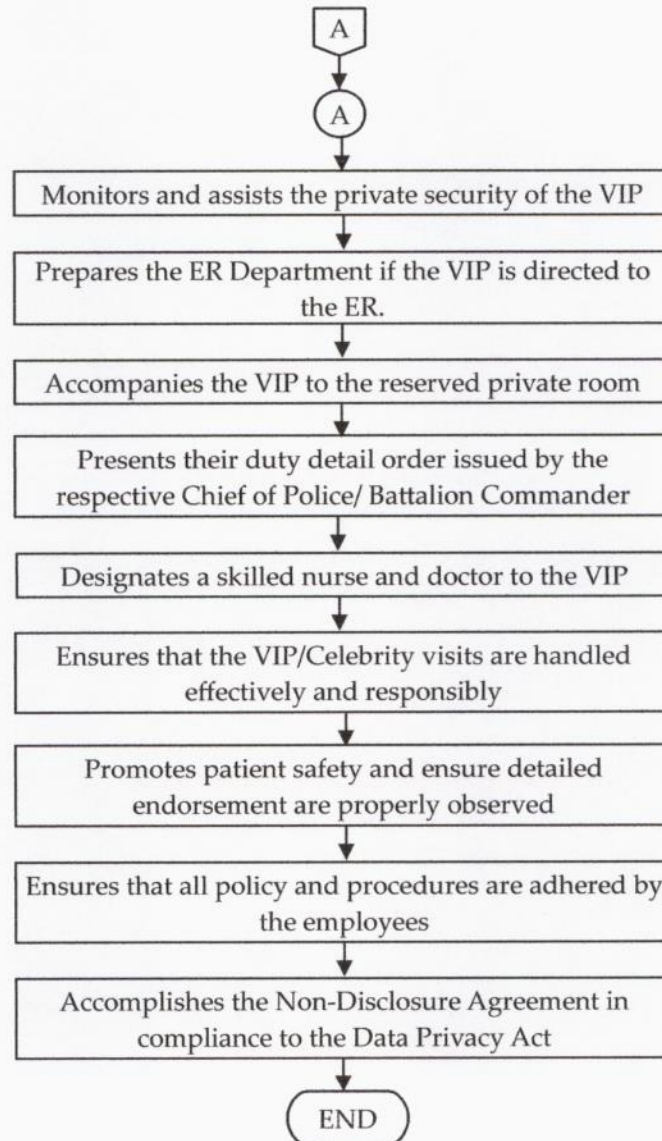 A
A
Monitors and assists the private security of the VIP
Prepares the ER Department if the VIP is directed to
the ER.
Accompanies the VIP to the reserved private room
Presents their duty detail order issued by the
respective Chief of Police/ Battalion Commander
Designates a skilled nurse and doctor to the VIP
Ensures that the VIP/Celebrity visits are handled
effectively and responsibly
Promotes patient safety and ensure detailed
endorsement are properly observed
Ensures that all policy and procedures are adhered by
the employees
Accomplishes the Non-Disclosure Agreement in
compliance to the Data Privacy Act
END